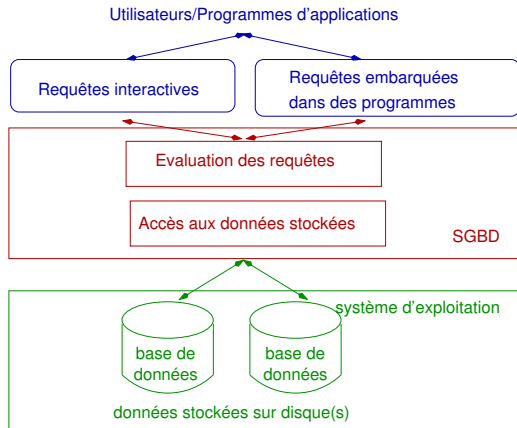 Utilisateurs/Programmes d'applications
Requêtes interactives
Requêtes embarquées
dans des programmes
Evaluation des requêtes
Accès aux données stockées
SGBD
système d'exploitation
base de
données
base de
données
données stockées sur disque(s)